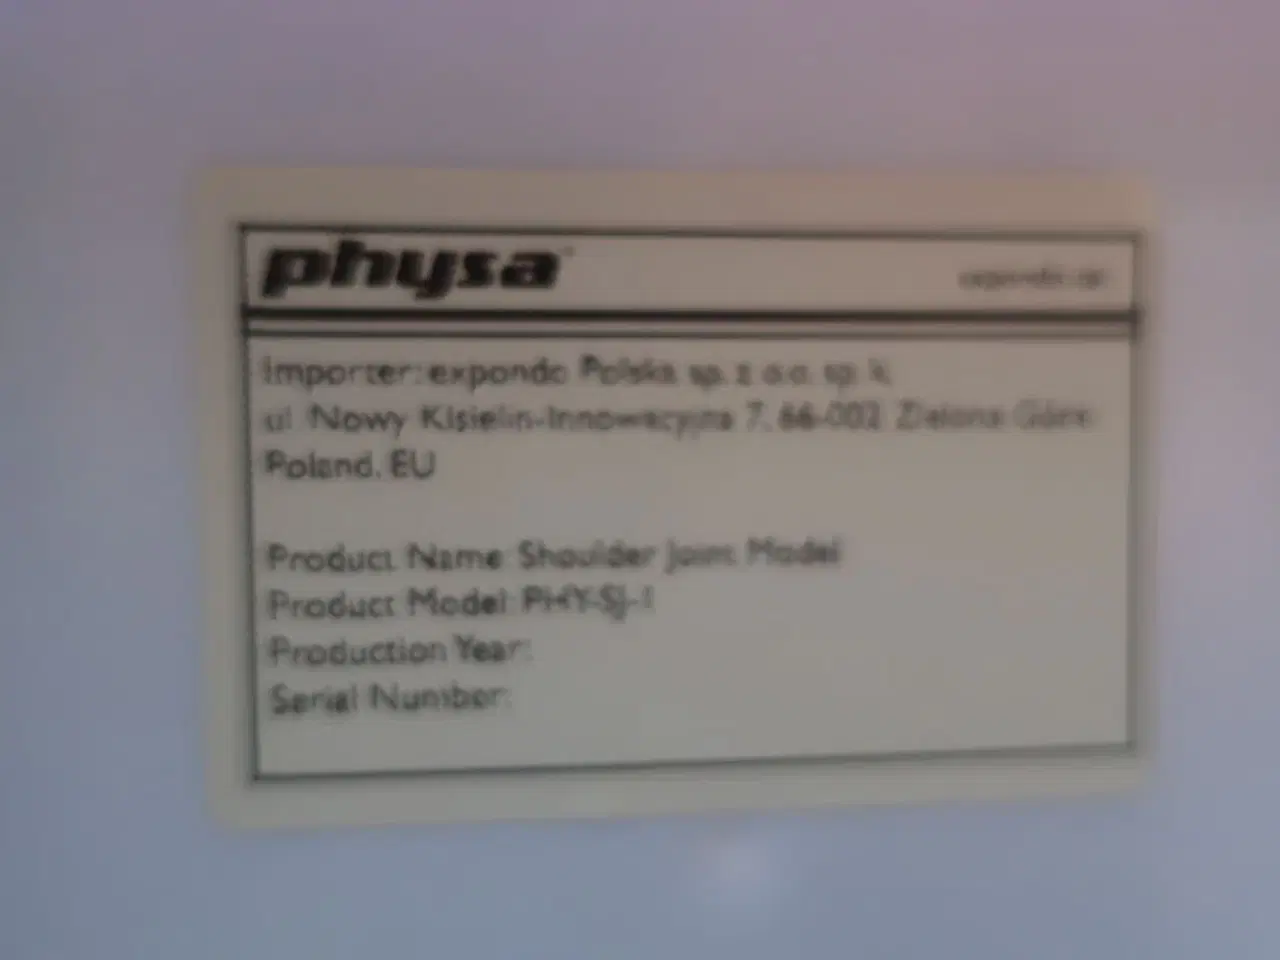 physa
Importer: expondo Polska sp. z o.o. sp. k.
ul. Nowy Kisielin-Innowacyjna 7, 66-002 Zielona Góra
Poland, EU
Product Name: Shoulder Joint Model
Product Model: PHY-SJ-1
Production Year:
Serial Number: